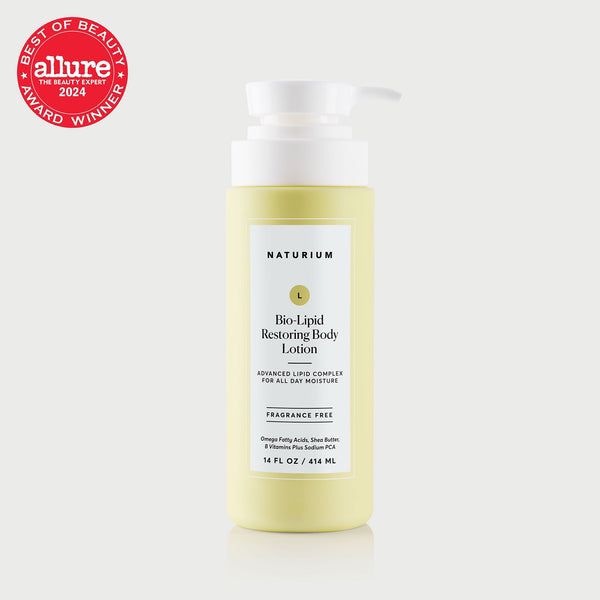 BEST OF BEAUTY
allure
THE BEAUTY EXPERT
2024
AWARD WINNER
NATURIUM
L
Bio-Lipid
Restoring Body
Lotion
ADVANCED LIPID COMPLEX
FOR ALL DAY MOISTURE
FRAGRANCE FREE
Omega Fatty Acids, Shea Butter,
B Vitamins Plus Sodium PCA
14 FL OZ / 414 ML